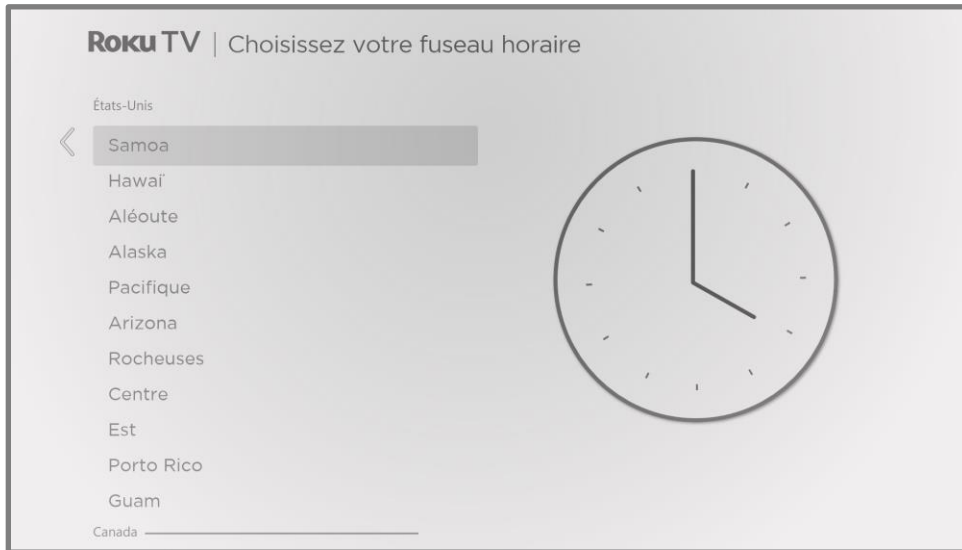 Roku TV | Choisissez votre fuseau horaire
États-Unis
Samoa
Hawaï
Aléoute
Alaska
Pacifique
Arizona
Rocheuses
Centre
Est
Porto Rico
Guam
Canada